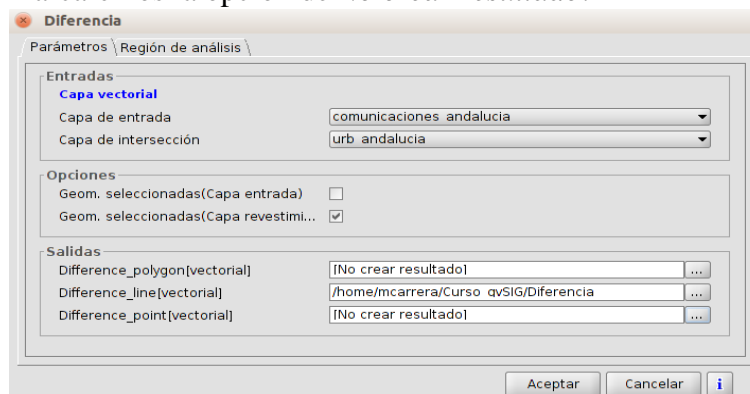 Diferencia
Parámetros Región de análisis
Entradas
Capa vectorial
Capa de entrada comunicaciones_andalucia
Capa de intersección urb_andalucia
Opciones
Geom. seleccionadas(Capa entrada)
Geom. seleccionadas(Capa revestimi...
Salidas
Difference_polygon[vectorial] [No crear resultado] ...
Difference_line[vectorial] /home/mcarrera/Curso_gvSIG/Diferencia ...
Difference_point[vectorial] [No crear resultado] ...
Aceptar Cancelar i